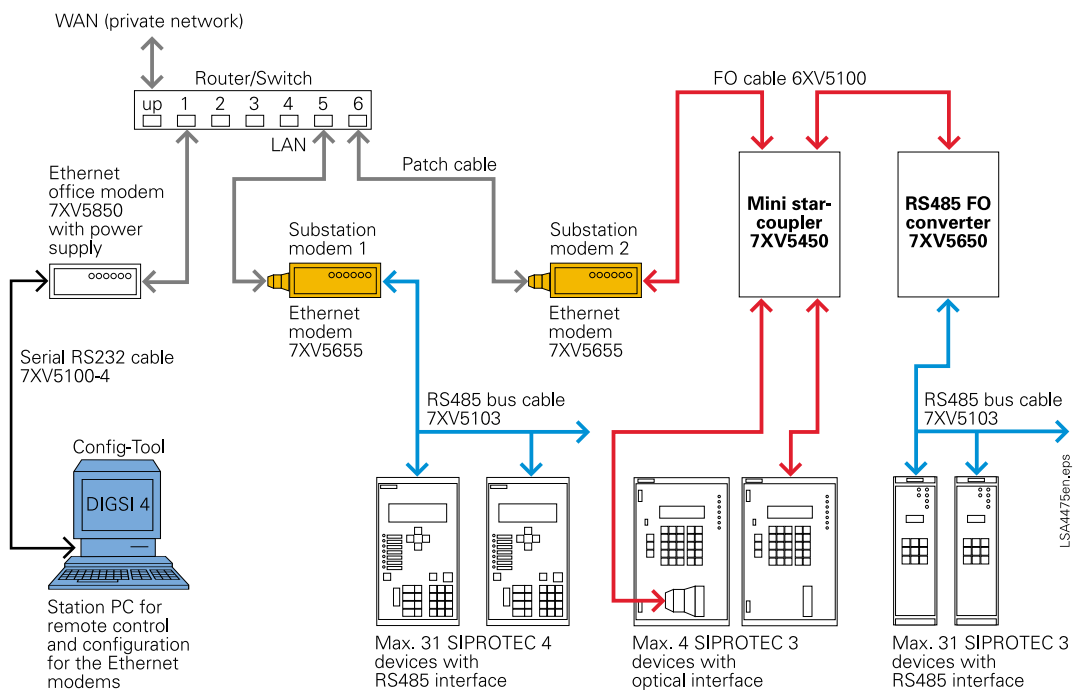 WAN (private network)
Router/Switch
up 1 2 3 4 5 6
LAN
FO cable 6XV5100
Patch cable
Ethernet
office modem
7XV5850
with power
supply
Substation
modem 1
Ethernet
modem
7XV5655
Substation
modem 2
Ethernet
modem
7XV5655
Mini star-
coupler
7XV5450
RS485 FO
converter
7XV5650
Serial RS232 cable
7XV5100-4
RS485 bus cable
7XV5103
RS485 bus cable
7XV5103
Config-Tool
DIGSI 4
Station PC for
remote control
and configuration
for the Ethernet
modems
Max. 31 SIPROTEC 4
devices with
RS485 interface
Max. 4 SIPROTEC 3
devices with
optical interface
Max. 31 SIPROTEC 3
devices with
RS485 interface
LSA4475en.eps